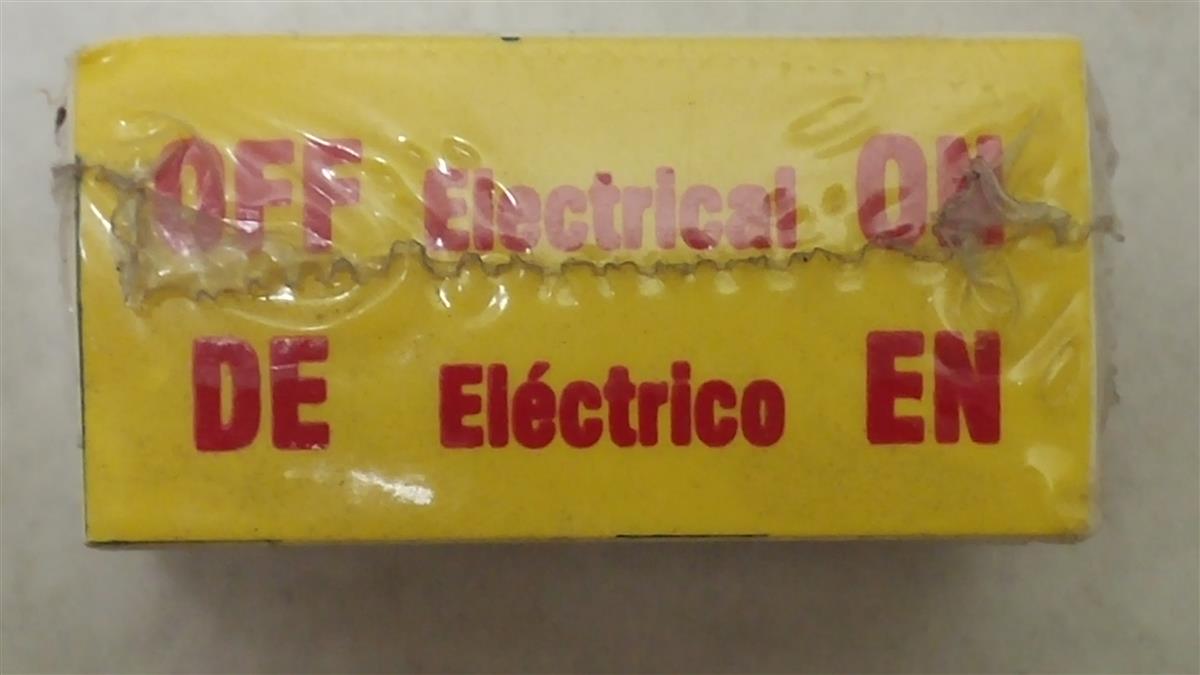 OFF Electrical ON
DE Eléctrico EN